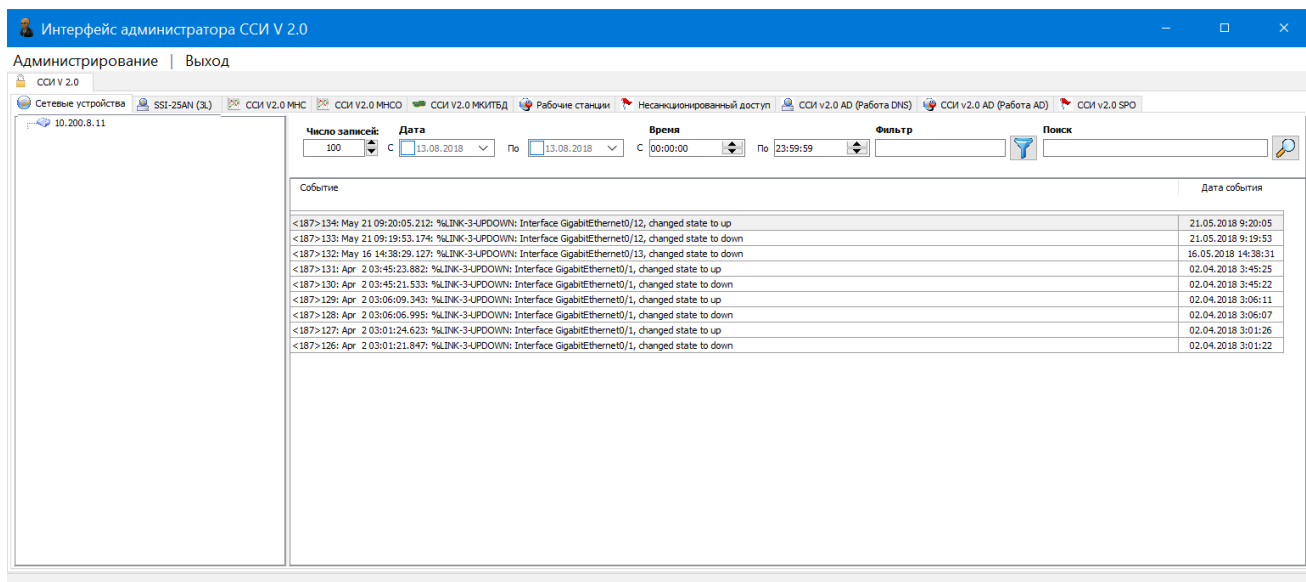 Интерфейс администратора ССИ V 2.0
Администрирование | Выход
ССИ V 2.0
Сетевые устройства SSI-25AN (3L) ССИ V2.0 МНС ССИ V2.0 МНСО ССИ V2.0 МКИТБД Рабочие станции Несанкционированный доступ ССИ v2.0 AD (Работа DNS) ССИ v2.0 AD (Работа AD) ССИ v2.0 SPO
10.200.8.11
Число записей: Дата Время Фильтр Поиск
100 С 13.08.2018 По 13.08.2018 С 00:00:00 По 23:59:59
Событие Дата события
<187>134: May 21 09:20:05.212: %LINK-3-UPDOWN: Interface GigabitEthernet0/12, changed state to up 21.05.2018 9:20:05
<187>133: May 21 09:19:53.174: %LINK-3-UPDOWN: Interface GigabitEthernet0/12, changed state to down 21.05.2018 9:19:53
<187>132: May 16 14:38:29.127: %LINK-3-UPDOWN: Interface GigabitEthernet0/13, changed state to down 16.05.2018 14:38:31
<187>131: Apr 2 03:45:23.882: %LINK-3-UPDOWN: Interface GigabitEthernet0/1, changed state to up 02.04.2018 3:45:25
<187>130: Apr 2 03:45:21.533: %LINK-3-UPDOWN: Interface GigabitEthernet0/1, changed state to down 02.04.2018 3:45:22
<187>129: Apr 2 03:06:09.343: %LINK-3-UPDOWN: Interface GigabitEthernet0/1, changed state to up 02.04.2018 3:06:11
<187>128: Apr 2 03:06:06.995: %LINK-3-UPDOWN: Interface GigabitEthernet0/1, changed state to down 02.04.2018 3:06:07
<187>127: Apr 2 03:01:24.623: %LINK-3-UPDOWN: Interface GigabitEthernet0/1, changed state to up 02.04.2018 3:01:26
<187>126: Apr 2 03:01:21.847: %LINK-3-UPDOWN: Interface GigabitEthernet0/1, changed state to down 02.04.2018 3:01:22